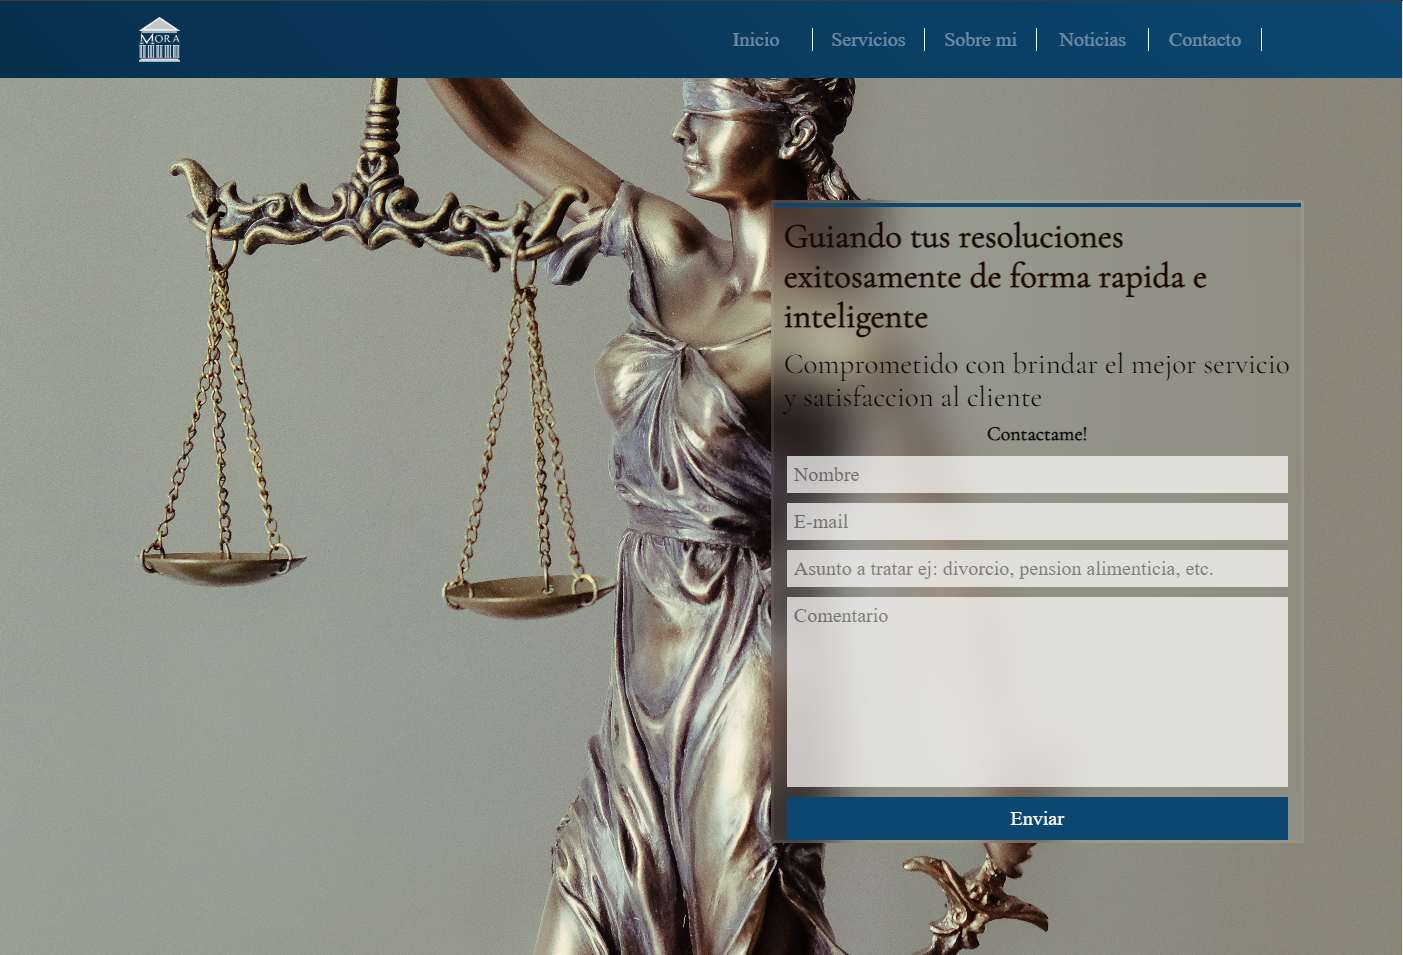 MORA
Inicio
Servicios
Sobre mi
Noticias
Contacto
Guiando tus resoluciones
exitosamente de forma rapida e
inteligente
Comprometido con brindar el mejor servicio
y satisfaccion al cliente
Contactame!
Nombre
E-mail
Asunto a tratar ej: divorcio, pension alimenticia, etc.
Comentario
Enviar